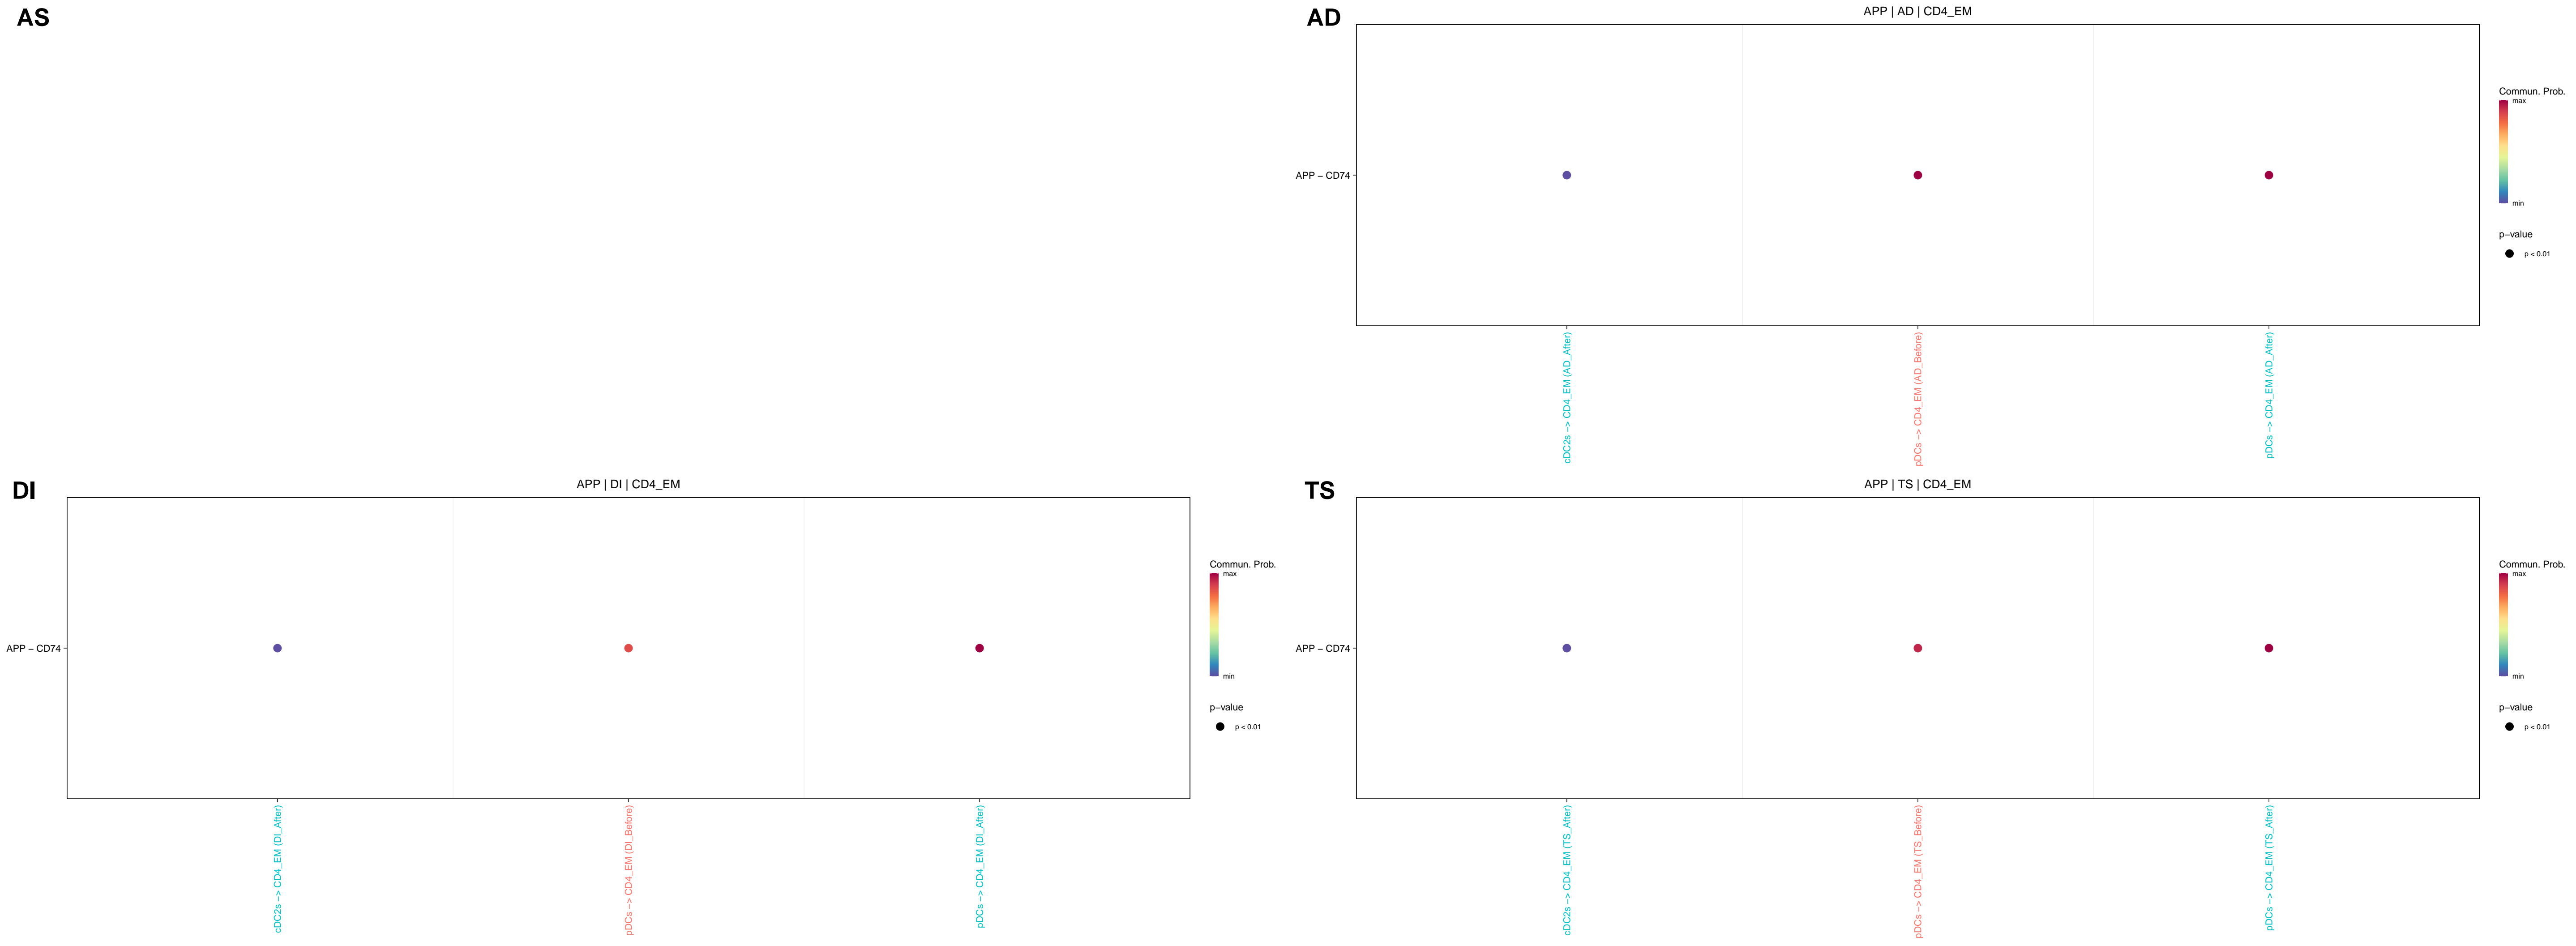 AS
AD
APP | AD | CD4_EM
APP – CD74
cDC2s –> CD4_EM (AD_After)
pDCs –> CD4_EM (AD_Before)
pDCs –> CD4_EM (AD_After)
Commun. Prob.
max
min
p–value
p < 0.01
DI
APP | DI | CD4_EM
APP – CD74
cDC2s –> CD4_EM (DI_After)
pDCs –> CD4_EM (DI_Before)
pDCs –> CD4_EM (DI_After)
Commun. Prob.
max
min
p–value
p < 0.01
TS
APP | TS | CD4_EM
APP – CD74
cDC2s –> CD4_EM (TS_After)
pDCs –> CD4_EM (TS_Before)
pDCs –> CD4_EM (TS_After)
Commun. Prob.
max
min
p–value
p < 0.01